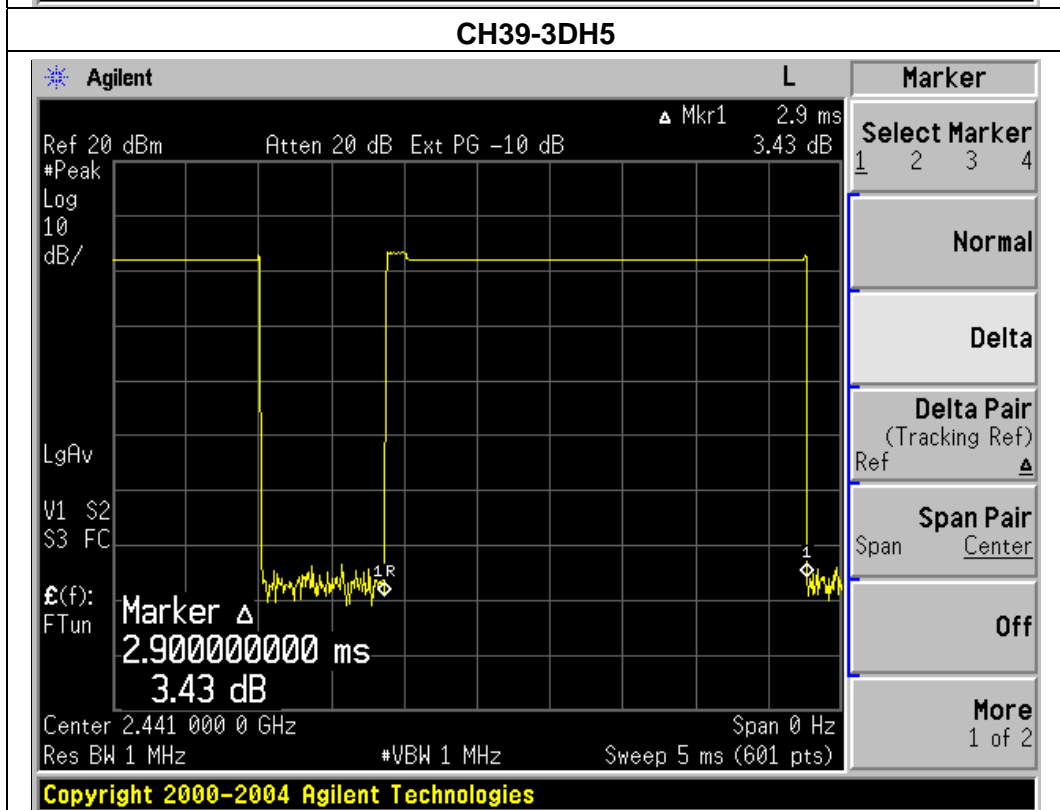 CH39-3DH5
Agilent L Marker
Δ Mkr1 2.9 ms
Ref 20 dBm Atten 20 dB Ext PG -10 dB 3.43 dB
#Peak
Log
10
dB/
LgAv
V1 S2
S3 FC
£(f):
FTun
1R
1
Marker Δ
2.900000000 ms
3.43 dB
Center 2.441 000 0 GHz Span 0 Hz
Res BW 1 MHz #VBW 1 MHz Sweep 5 ms (601 pts)
Select Marker
1 2 3 4
Normal
Delta
Delta Pair
(Tracking Ref)
Ref Δ
Span Pair
Span Center
Off
More
1 of 2
Copyright 2000-2004 Agilent Technologies